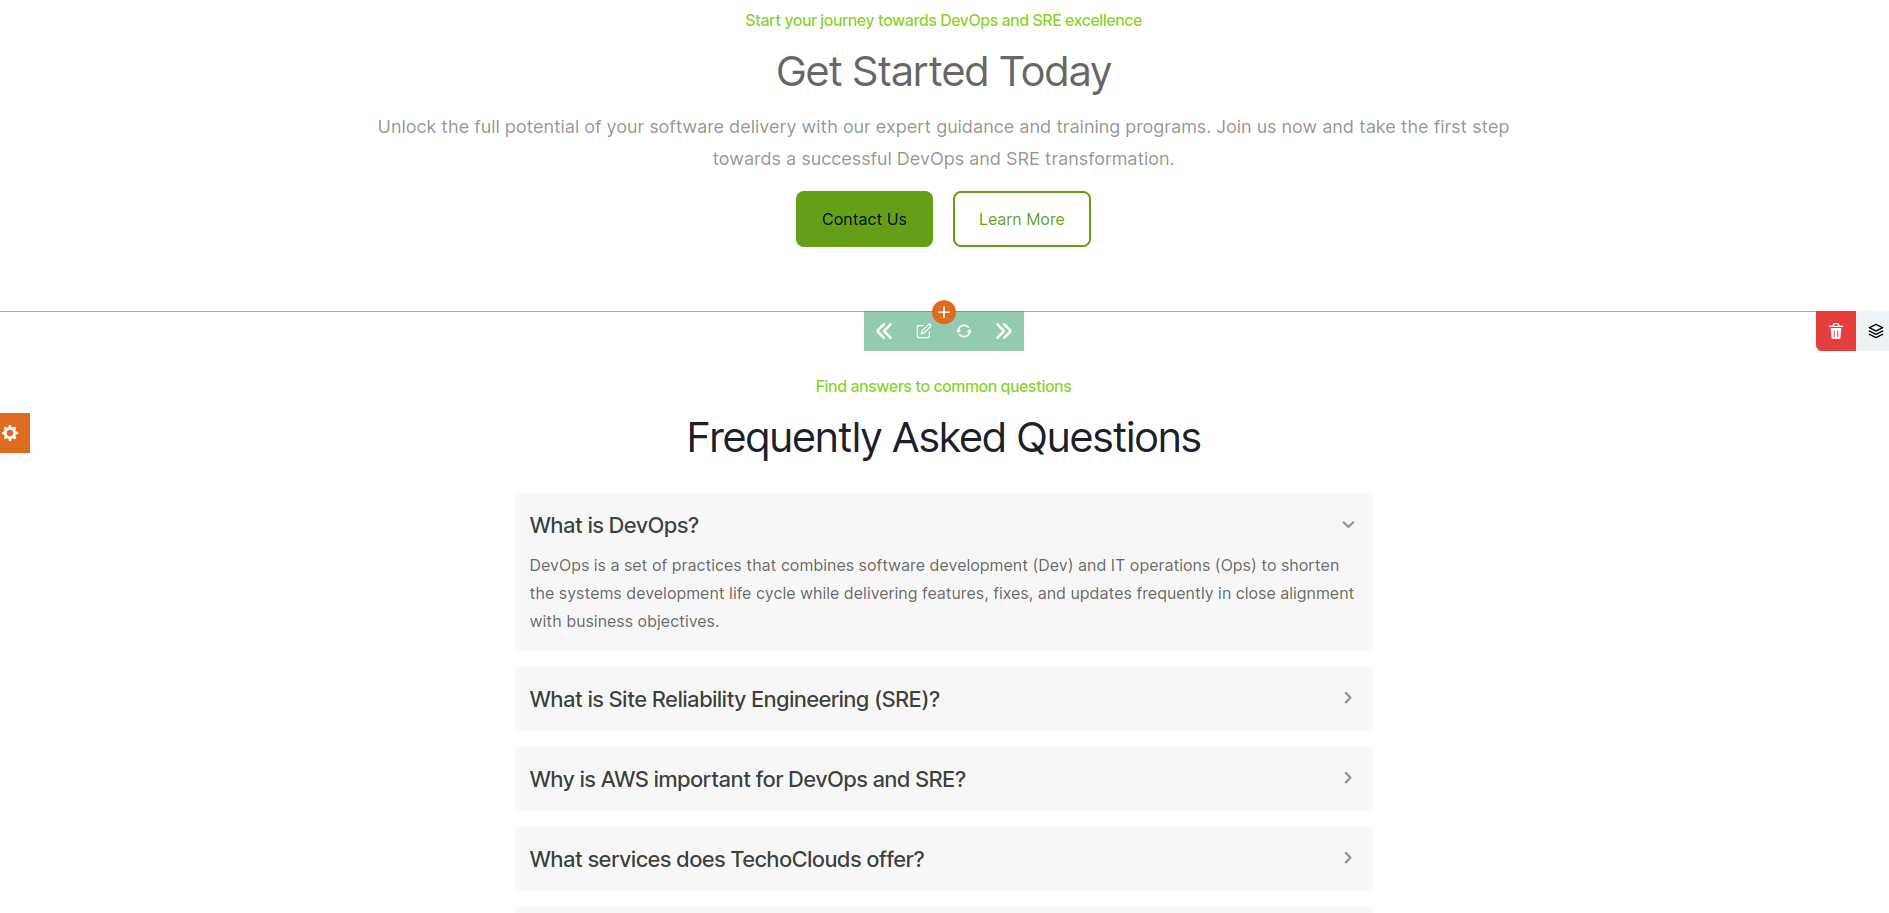 Start your journey towards DevOps and SRE excellence
Get Started Today
Unlock the full potential of your software delivery with our expert guidance and training programs. Join us now and take the first step
towards a successful DevOps and SRE transformation.
Contact Us
Learn More
Find answers to common questions
Frequently Asked Questions
What is DevOps?
DevOps is a set of practices that combines software development (Dev) and IT operations (Ops) to shorten
the systems development life cycle while delivering features, fixes, and updates frequently in close alignment
with business objectives.
What is Site Reliability Engineering (SRE)?
Why is AWS important for DevOps and SRE?
What services does TechoClouds offer?